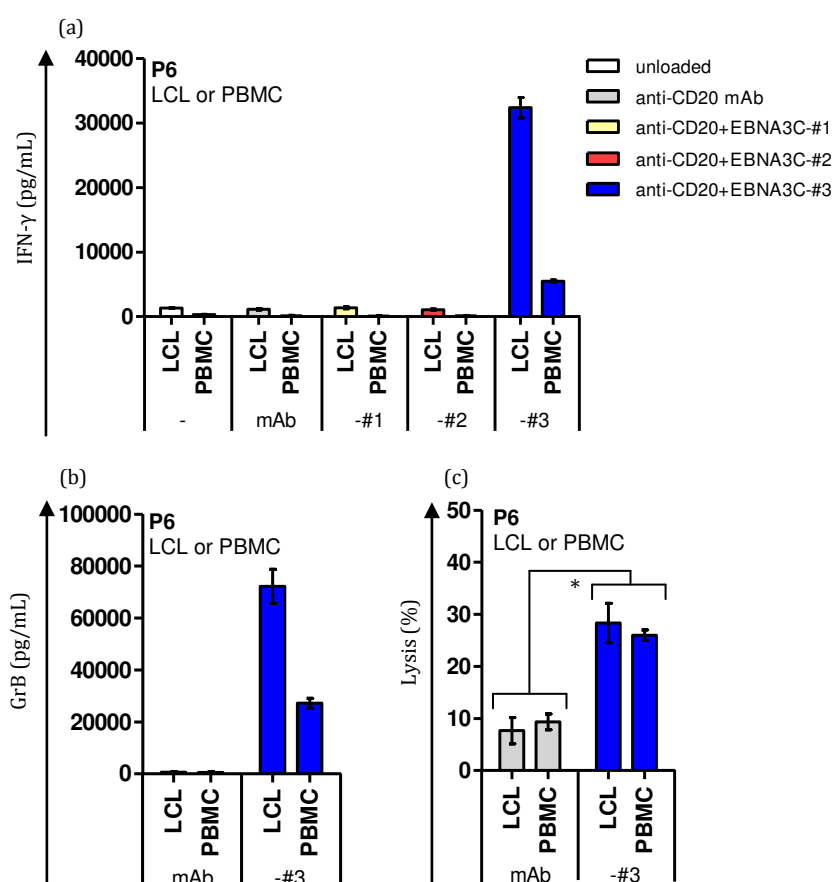 (a)
40000
30000
20000
10000
0
IFN-γ (pg/mL)
P6
LCL or PBMC
unloaded
anti-CD20 mAb
anti-CD20+EBNA3C-#1
anti-CD20+EBNA3C-#2
anti-CD20+EBNA3C-#3
LCL PBMC LCL PBMC LCL PBMC LCL PBMC LCL PBMC
- mAb -#1 -#2 -#3
(b)
100000
80000
60000
40000
20000
0
GrB (pg/mL)
P6
LCL or PBMC
LCL PBMC LCL PBMC
mAb -#3
(c)
50
40
30
20
10
0
Lysis (%)
P6
LCL or PBMC
*
LCL PBMC LCL PBMC
mAb -#3